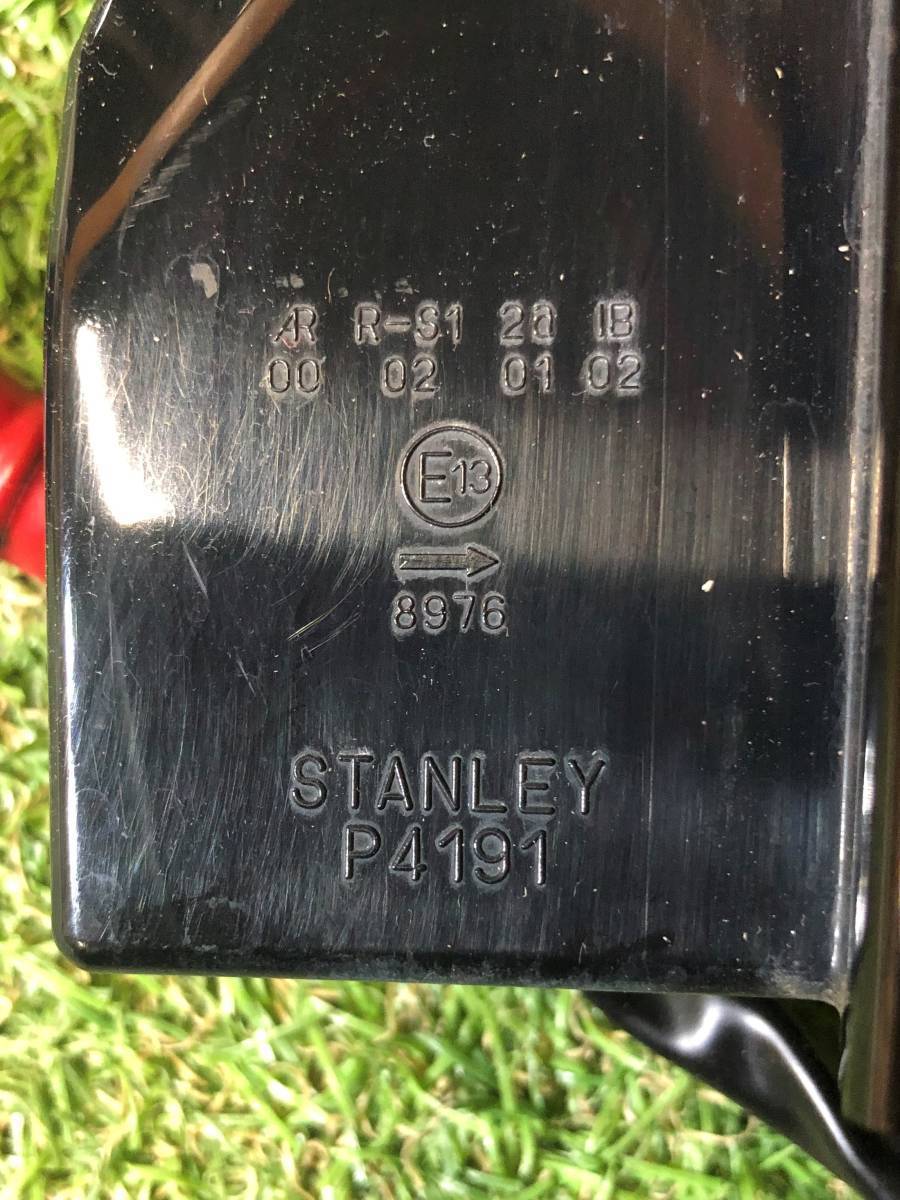 AR R-S1 2a IB
00 02 01 02
E13
→
8976
STANLEY
P4191